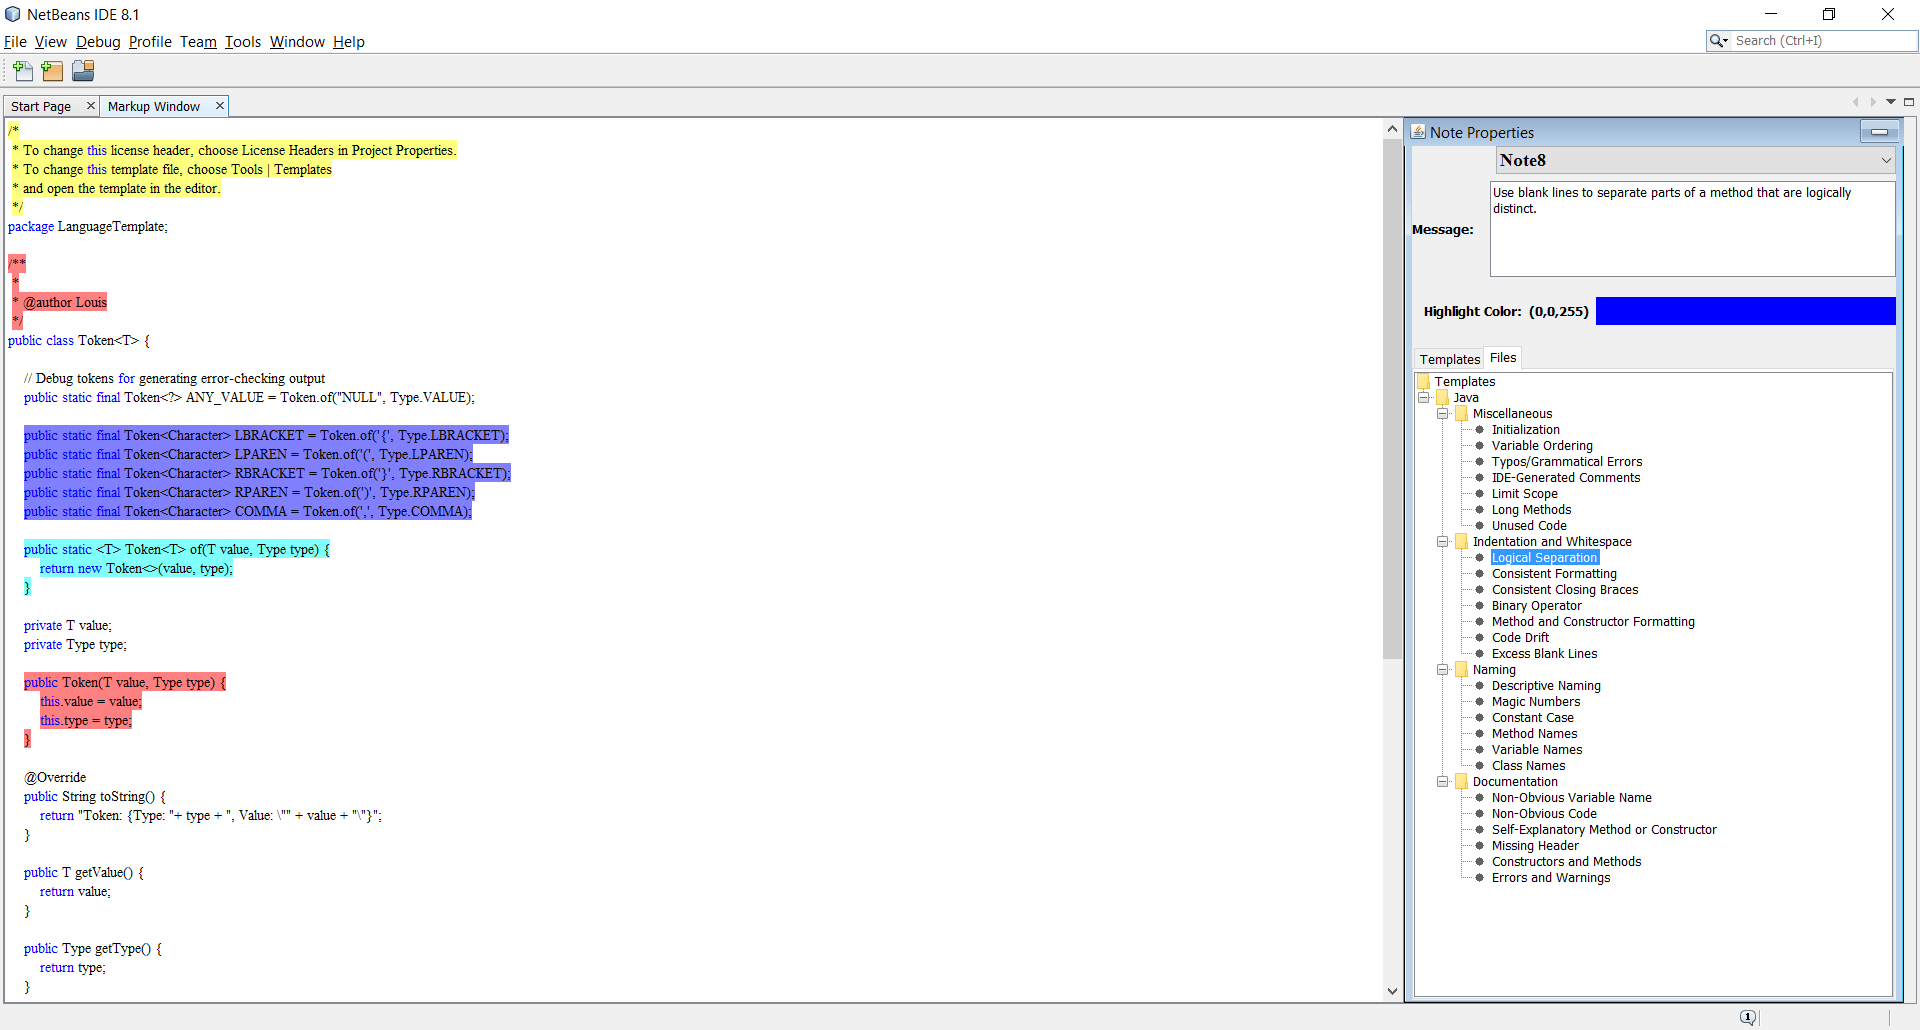 NetBeans IDE 8.1
File View Debug Profile Team Tools Window Help
Search (Ctrl+I)
Start Page
Markup Window
/*
* To change this license header, choose License Headers in Project Properties.
* To change this template file, choose Tools | Templates
* and open the template in the editor.
*/
package LanguageTemplate;
/**
*
* @author Louis
*/
public class Token<T> {
// Debug tokens for generating error-checking output
public static final Token<?> ANY_VALUE = Token.of("NULL", Type.VALUE);
public static final Token<Character> LBRACKET = Token.of('{', Type.LBRACKET);
public static final Token<Character> LPAREN = Token.of('(', Type.LPAREN);
public static final Token<Character> RBRACKET = Token.of('}', Type.RBRACKET);
public static final Token<Character> RPAREN = Token.of(')', Type.RPAREN);
public static final Token<Character> COMMA = Token.of(',', Type.COMMA);
public static <T> Token<T> of(T value, Type type) {
return new Token<>(value, type);
}
private T value;
private Type type;
public Token(T value, Type type) {
this.value = value;
this.type = type;
}
@Override
public String toString() {
return "Token: {Type: "+ type + ", Value: \"" + value + "\"}";
}
public T getValue() {
return value;
}
public Type getType() {
return type;
}
Note Properties
Note8
Message:
Use blank lines to separate parts of a method that are logically
distinct.
Highlight Color: (0,0,255)
Templates Files
Templates
Java
Miscellaneous
Initialization
Variable Ordering
Typos/Grammatical Errors
IDE-Generated Comments
Limit Scope
Long Methods
Unused Code
Indentation and Whitespace
Logical Separation
Consistent Formatting
Consistent Closing Braces
Binary Operator
Method and Constructor Formatting
Code Drift
Excess Blank Lines
Naming
Descriptive Naming
Magic Numbers
Constant Case
Method Names
Variable Names
Class Names
Documentation
Non-Obvious Variable Name
Non-Obvious Code
Self-Explanatory Method or Constructor
Missing Header
Constructors and Methods
Errors and Warnings
1